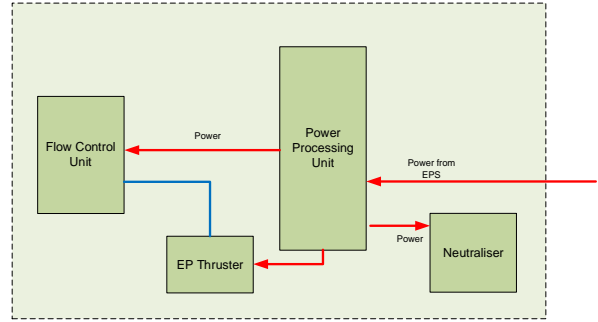 Power
Processing
Unit
Flow Control
Unit
Power
Power from
EPS
Power
Neutraliser
EP Thruster